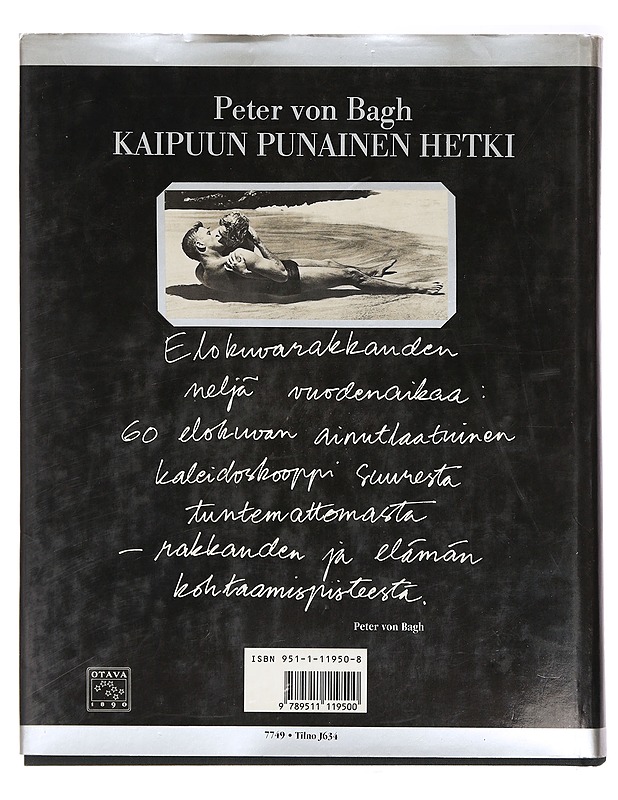 Peter von Bagh
KAIPUUN PUNAINEN HETKI
Elokuvarakkauden
neljä vuodenaikaa:
60 elokuvan ainutlaatuinen
kaleidoskooppi suuresta
tuntemattomasta
– rakkauden ja elämän
kohtaamispisteestä.
Peter von Bagh
ISBN 951-1-11950-8
9 789511 119500
OTAVA
1890
7749 • Tilno J634